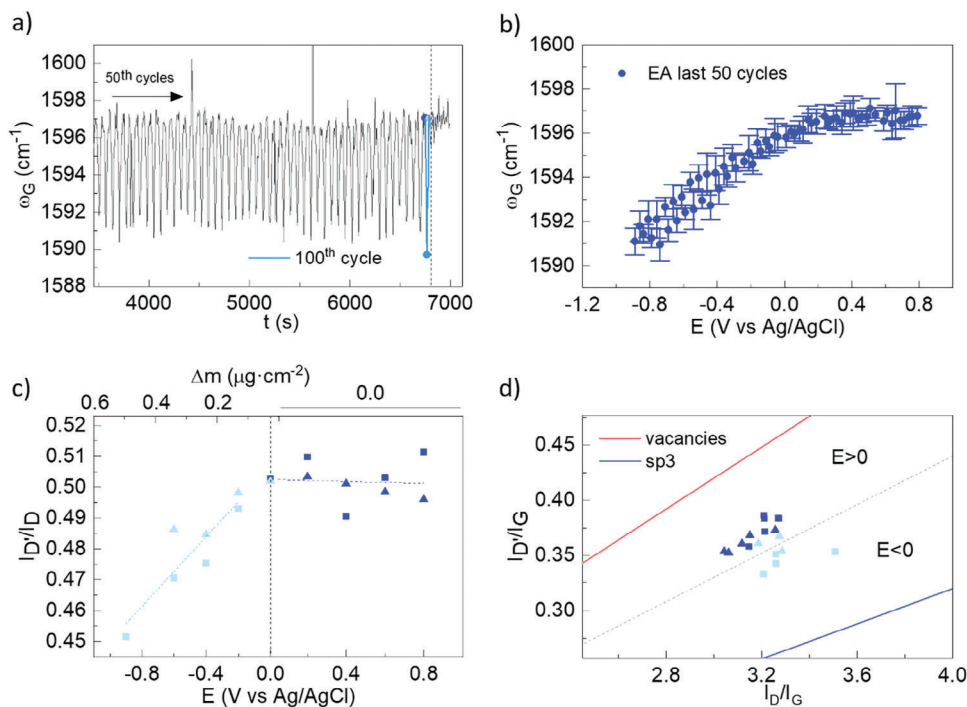 a)
1600
1598
1596
1594
1592
1590
1588
ωG (cm-1)
50th cycles
100th cycle
4000 5000 6000 7000
t (s)
b)
1600
1598
1596
1594
1592
1590
ωG (cm-1)
EA last 50 cycles
-1.2 -0.8 -0.4 0.0 0.4 0.8
E (V vs Ag/AgCl)
c)
Δm (μg·cm-2)
0.6 0.4 0.2 0.0
0.52
0.51
0.50
0.49
0.48
0.47
0.46
0.45
ID'/ID
-0.8 -0.4 0.0 0.4 0.8
E (V vs Ag/AgCl)
d)
0.45
0.40
0.35
0.30
ID'/IG
vacancies
sp3
E>0
E<0
2.8 3.2 3.6 4.0
ID/IG